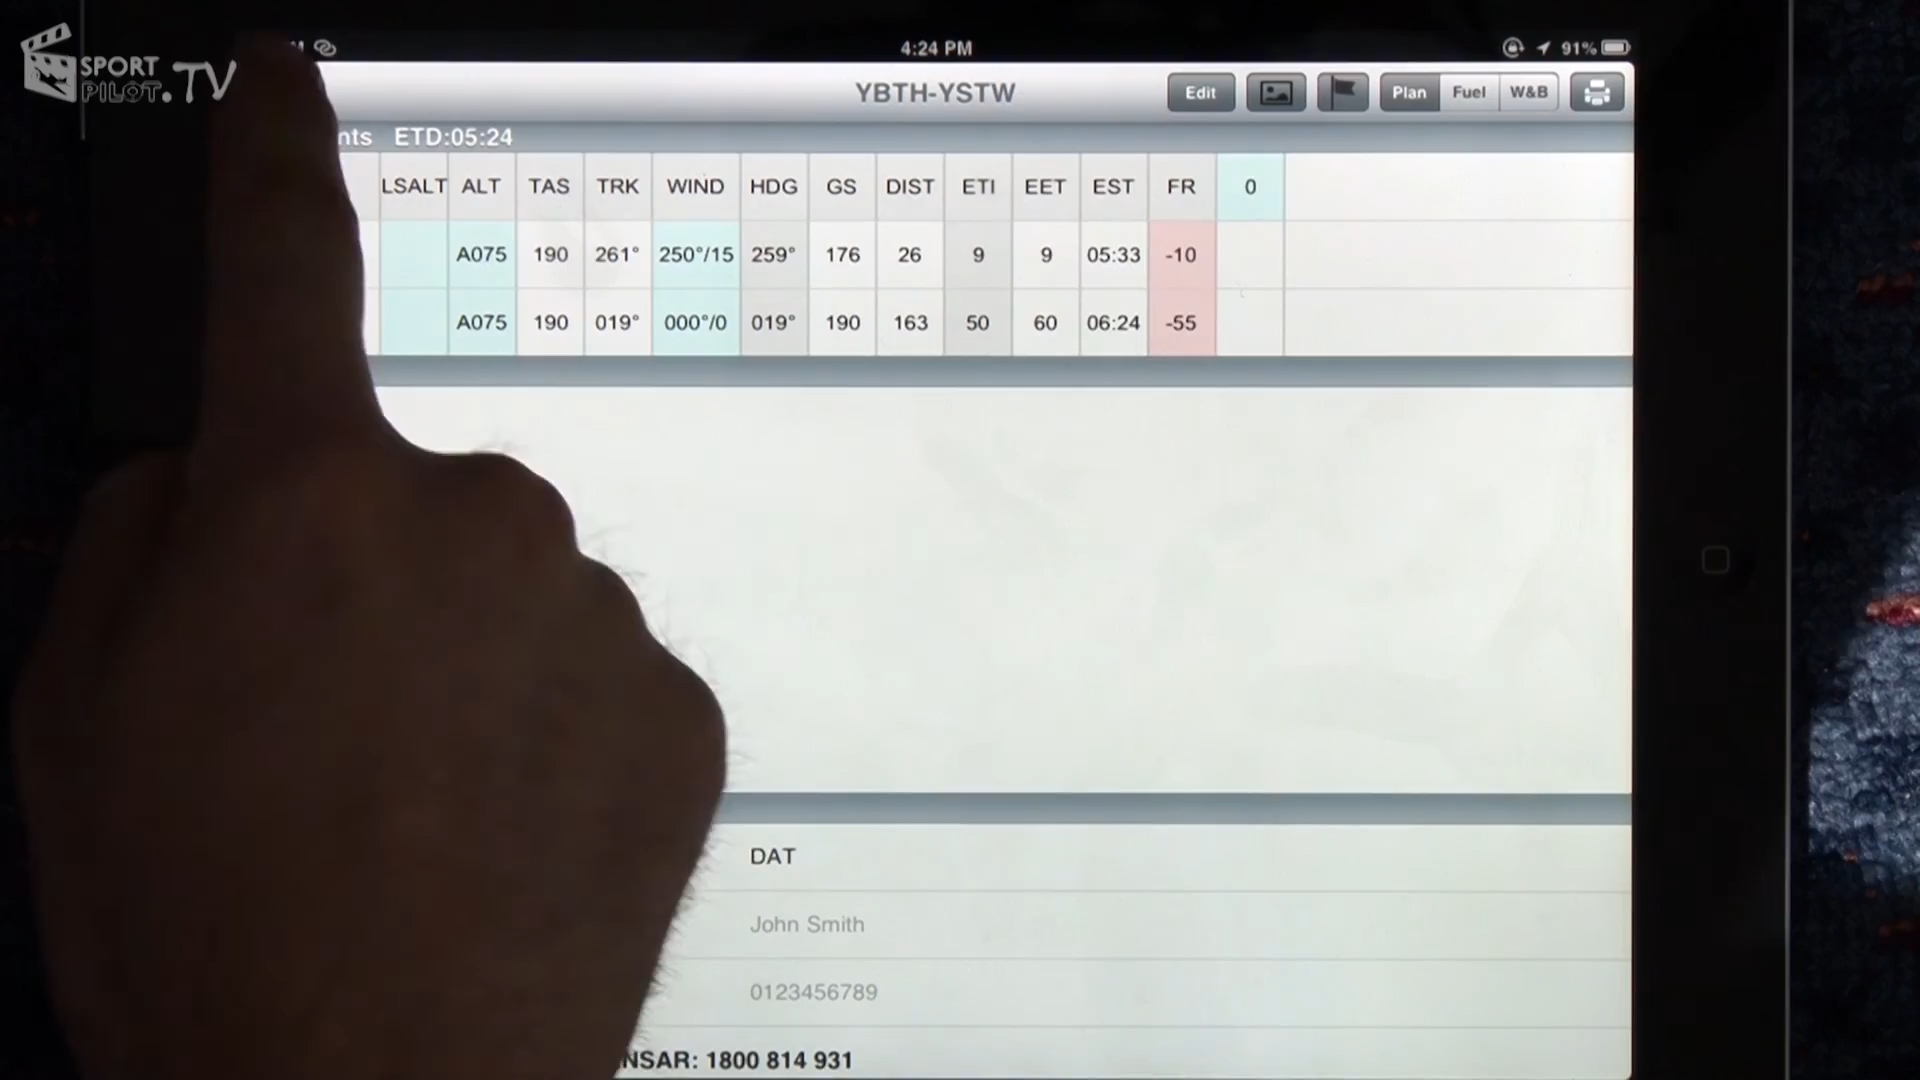 SPORT
PILOT.TV
4:24 PM
91%
YBTH-YSTW
Edit
Plan Fuel W&B
ETD:05:24
LSALT ALT TAS TRK WIND HDG GS DIST ETI EET EST FR 0
A075 190 261° 250°/15 259° 176 26 9 9 05:33 -10
A075 190 019° 000°/0 019° 190 163 50 60 06:24 -55
DAT
John Smith
0123456789
NSAR: 1800 814 931